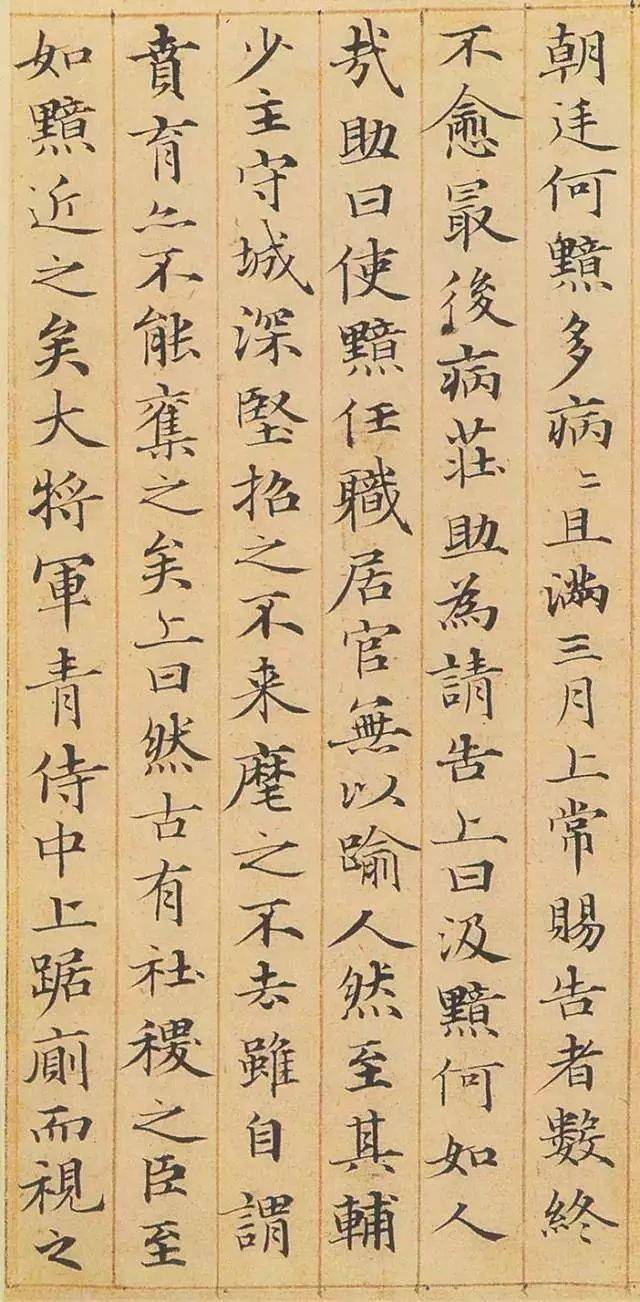 朝廷何黯多病〻且滿三月上常賜告者數終
不愈最後病莊助為請告上曰汲黯何如人
㢤助曰使黯任職居官無以踰人然至其輔
少主守城深堅招之不来麾之不去雖自謂
賁育亦不能奪之矣上曰然古有社稷之臣至
如黯近之矣大將軍青侍中上踞廁而視之